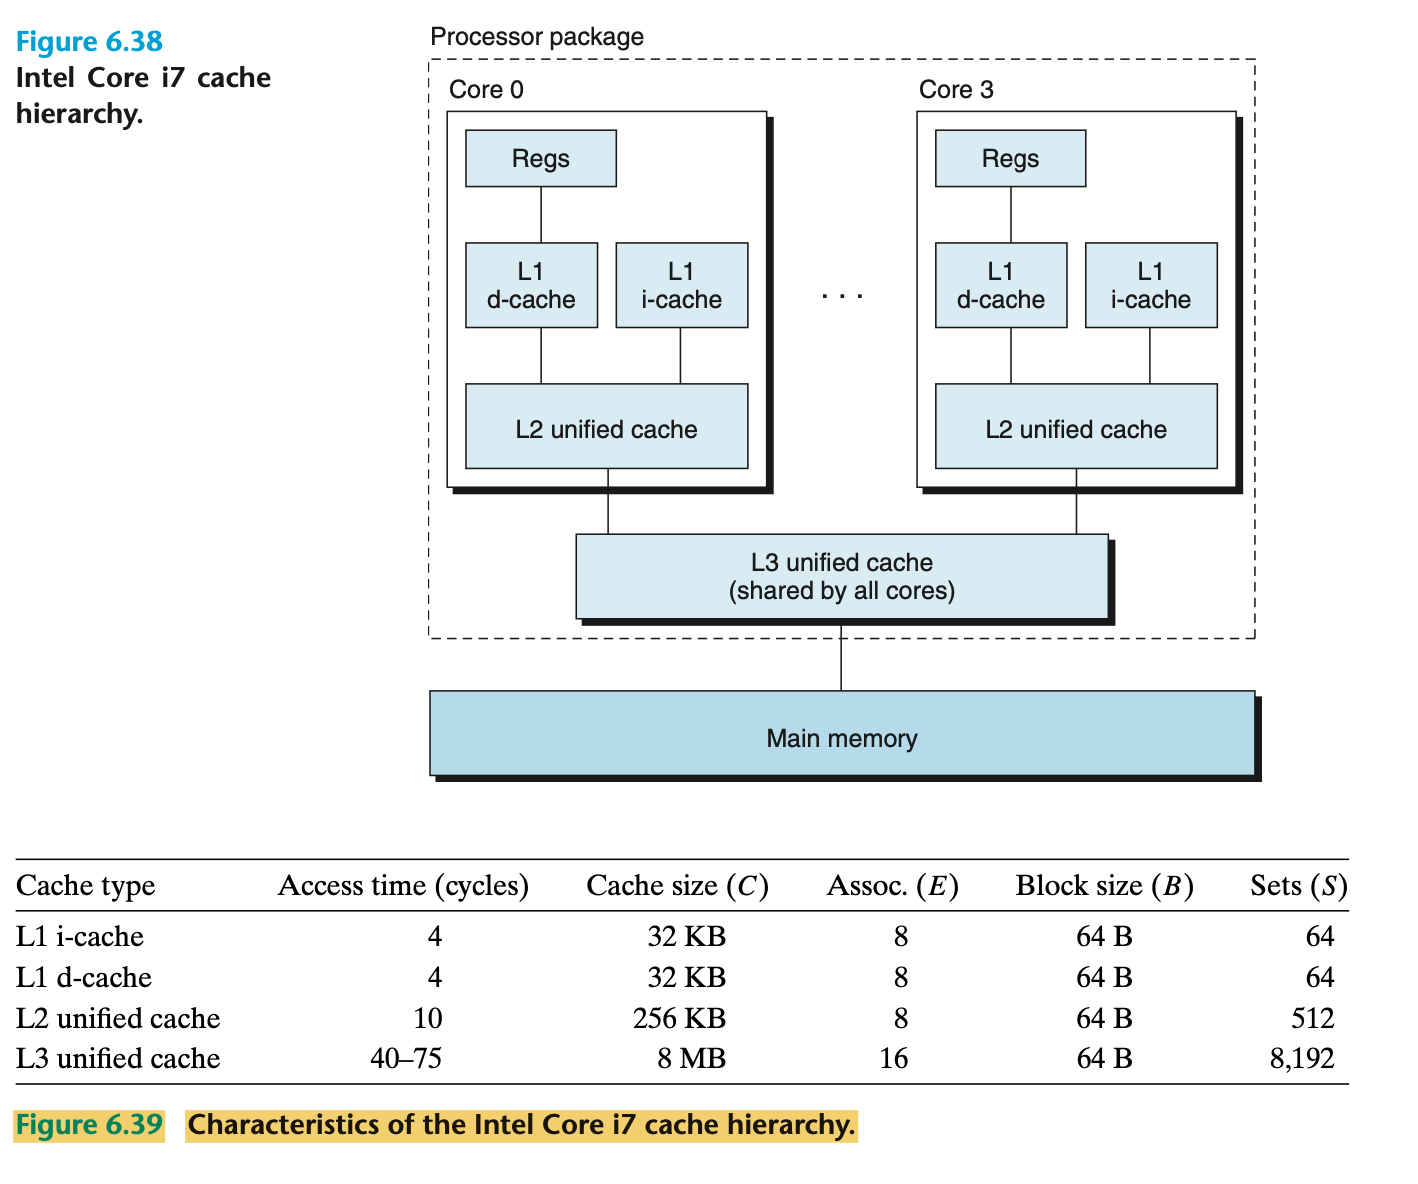 Figure 6.38
Intel Core i7 cache
hierarchy.
Processor package
Core 0
Core 3
Regs
Regs
L1
d-cache
L1
i-cache
. . .
L1
d-cache
L1
i-cache
L2 unified cache
L2 unified cache
L3 unified cache
(shared by all cores)
Main memory
Cache type Access time (cycles) Cache size (C) Assoc. (E) Block size (B) Sets (S)
L1 i-cache 4 32 KB 8 64 B 64
L1 d-cache 4 32 KB 8 64 B 64
L2 unified cache 10 256 KB 8 64 B 512
L3 unified cache 40–75 8 MB 16 64 B 8,192
Figure 6.39 Characteristics of the Intel Core i7 cache hierarchy.